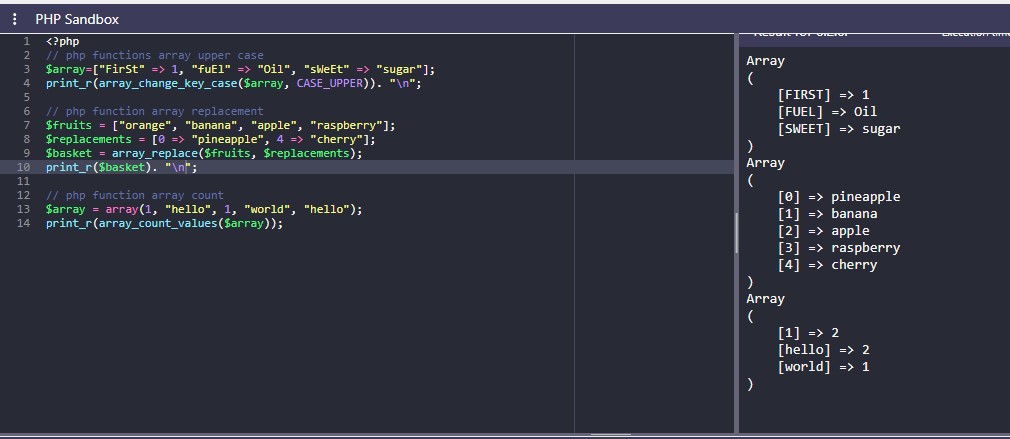 PHP Sandbox
1 <?php
2 // php functions array upper case
3 $array=["FirSt" => 1, "fuEl" => "Oil", "sWeEt" => "sugar"];
4 print_r(array_change_key_case($array, CASE_UPPER)). "\n";
5
6 // php function array replacement
7 $fruits = ["orange", "banana", "apple", "raspberry"];
8 $replacements = [0 => "pineapple", 4 => "cherry"];
9 $basket = array_replace($fruits, $replacements);
10 print_r($basket). "\n";
11
12 // php function array count
13 $array = array(1, "hello", 1, "world", "hello");
14 print_r(array_count_values($array));
Array
(
[FIRST] => 1
[FUEL] => Oil
[SWEET] => sugar
)
Array
(
[0] => pineapple
[1] => banana
[2] => apple
[3] => raspberry
[4] => cherry
)
Array
(
[1] => 2
[hello] => 2
[world] => 1
)